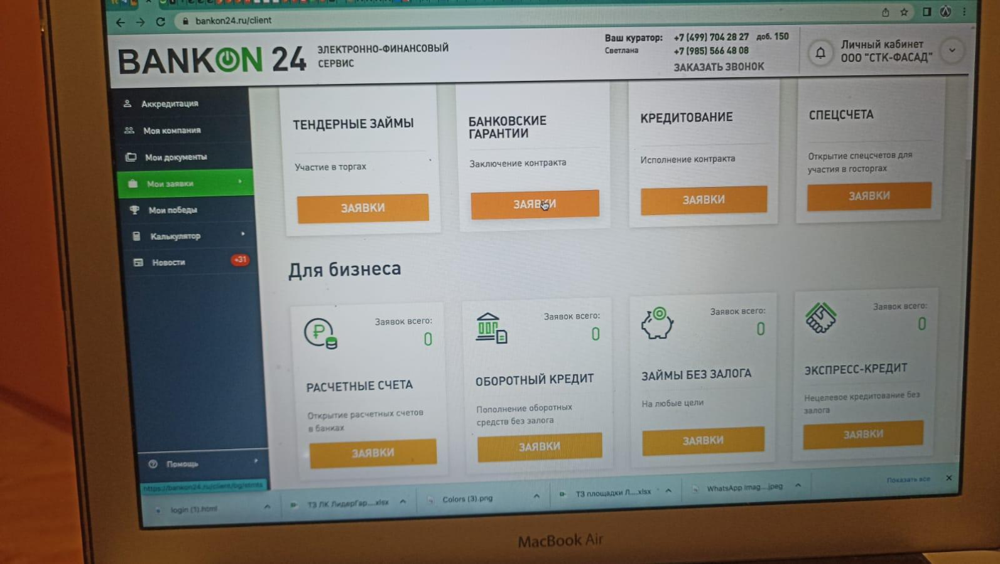 bankon24.ru/client
BANKON 24
ЭЛЕКТРОННО-ФИНАНСОВЫЙ
СЕРВИС
Ваш куратор:
Светлана
+7 (499) 704 28 27 доб. 150
+7 (985) 566 48 08
ЗАКАЗАТЬ ЗВОНОК
Личный кабинет
ООО "СТК-ФАСАД"
Аккредитация
Моя компания
Мои документы
Мои заявки
Мои победы
Калькулятор
Новости +31
Помощь
ТЕНДЕРНЫЕ ЗАЙМЫ
Участие в торгах
ЗАЯВКИ
БАНКОВСКИЕ
ГАРАНТИИ
Заключение контракта
ЗАЯВКИ
КРЕДИТОВАНИЕ
Исполнение контракта
ЗАЯВКИ
СПЕЦСЧЕТА
Открытие спецсчетов для
участия в госторгах
ЗАЯВКИ
Для бизнеса
Заявок всего:
0
РАСЧЕТНЫЕ СЧЕТА
Открытие расчетных счетов
в банках
ЗАЯВКИ
Заявок всего:
0
ОБОРОТНЫЙ КРЕДИТ
Пополнение оборотных
средств без залога
ЗАЯВКИ
Заявок всего:
0
ЗАЙМЫ БЕЗ ЗАЛОГА
На любые цели
ЗАЯВКИ
Заявок всего:
0
ЭКСПРЕСС-КРЕДИТ
Нецелевое кредитование без
залога
ЗАЯВКИ
https://bankon24.ru/client/bg/stmts
login (1).html
ТЗ ЛК ЛидерГар....xlsx
Colors (3).png
ТЗ площадки Л....xlsx
WhatsApp Imag....jpeg
Показать все
MacBook Air